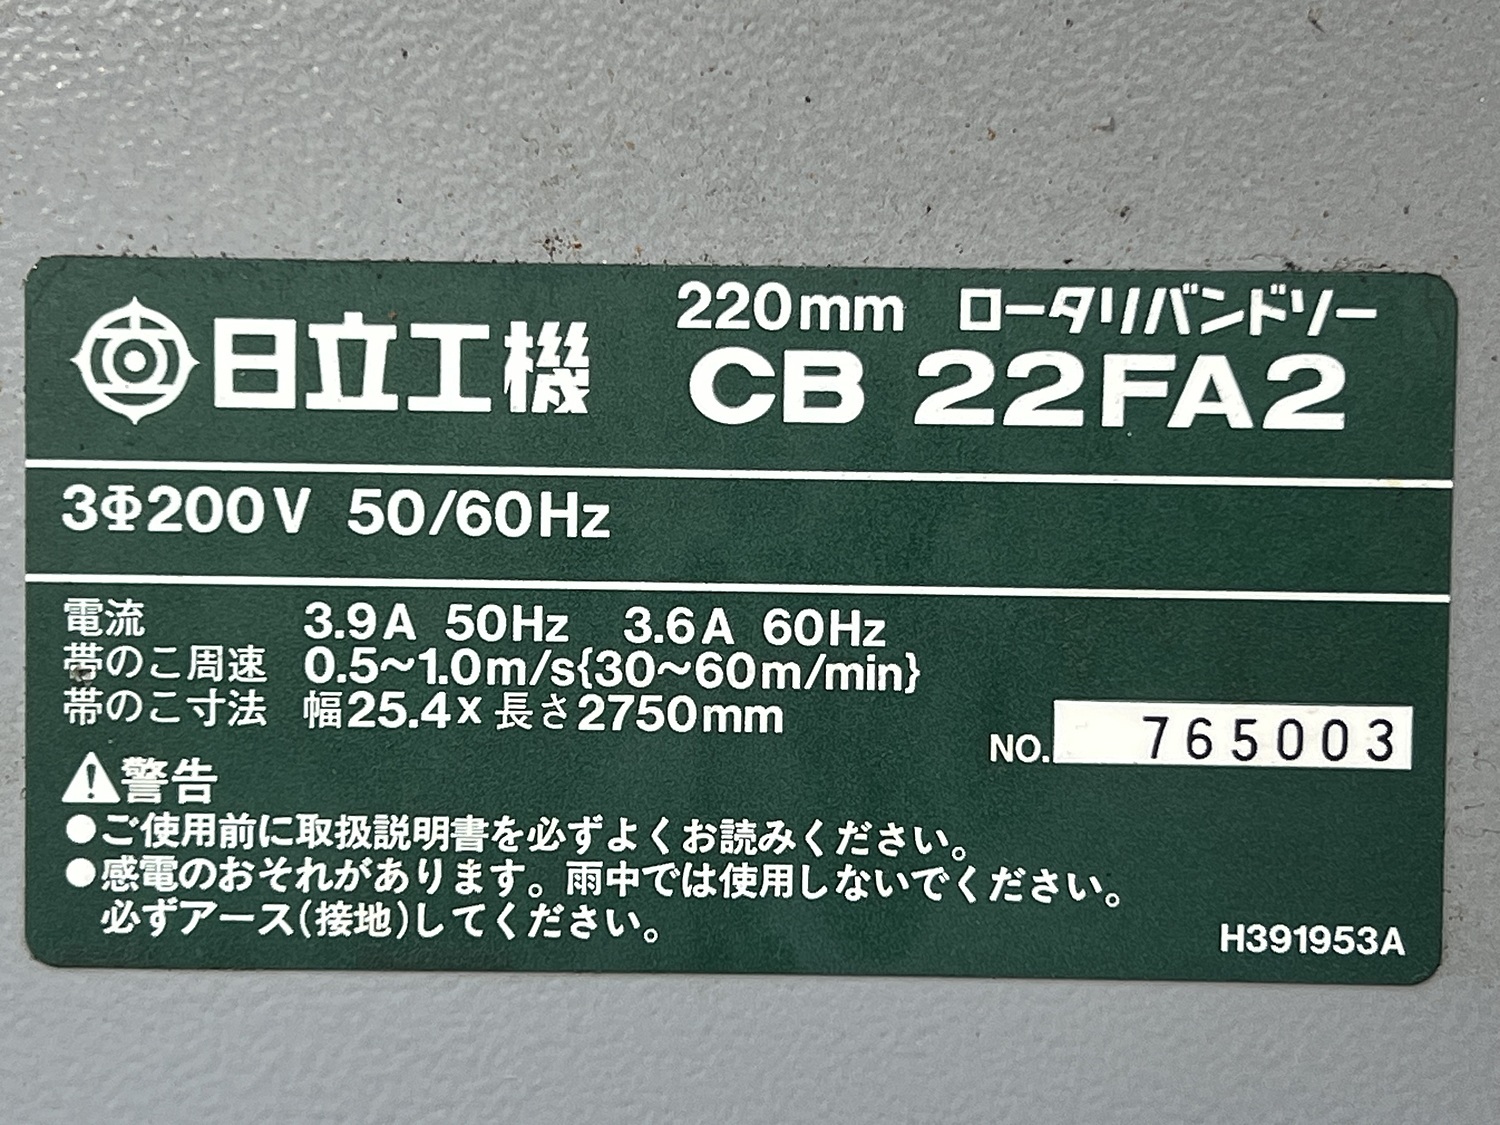 日立工機
220mm ロータリバンドソー
CB 22FA2
3Φ200V 50/60Hz
電流 3.9A 50Hz 3.6A 60Hz
帯のこ周速 0.5~1.0m/s{30~60m/min}
帯のこ寸法 幅25.4x長さ2750mm
NO. 765003
警告
●ご使用前に取扱説明書を必ずよくお読みください。
●感電のおそれがあります。雨中では使用しないでください。
必ずアース(接地)してください。
H391953A